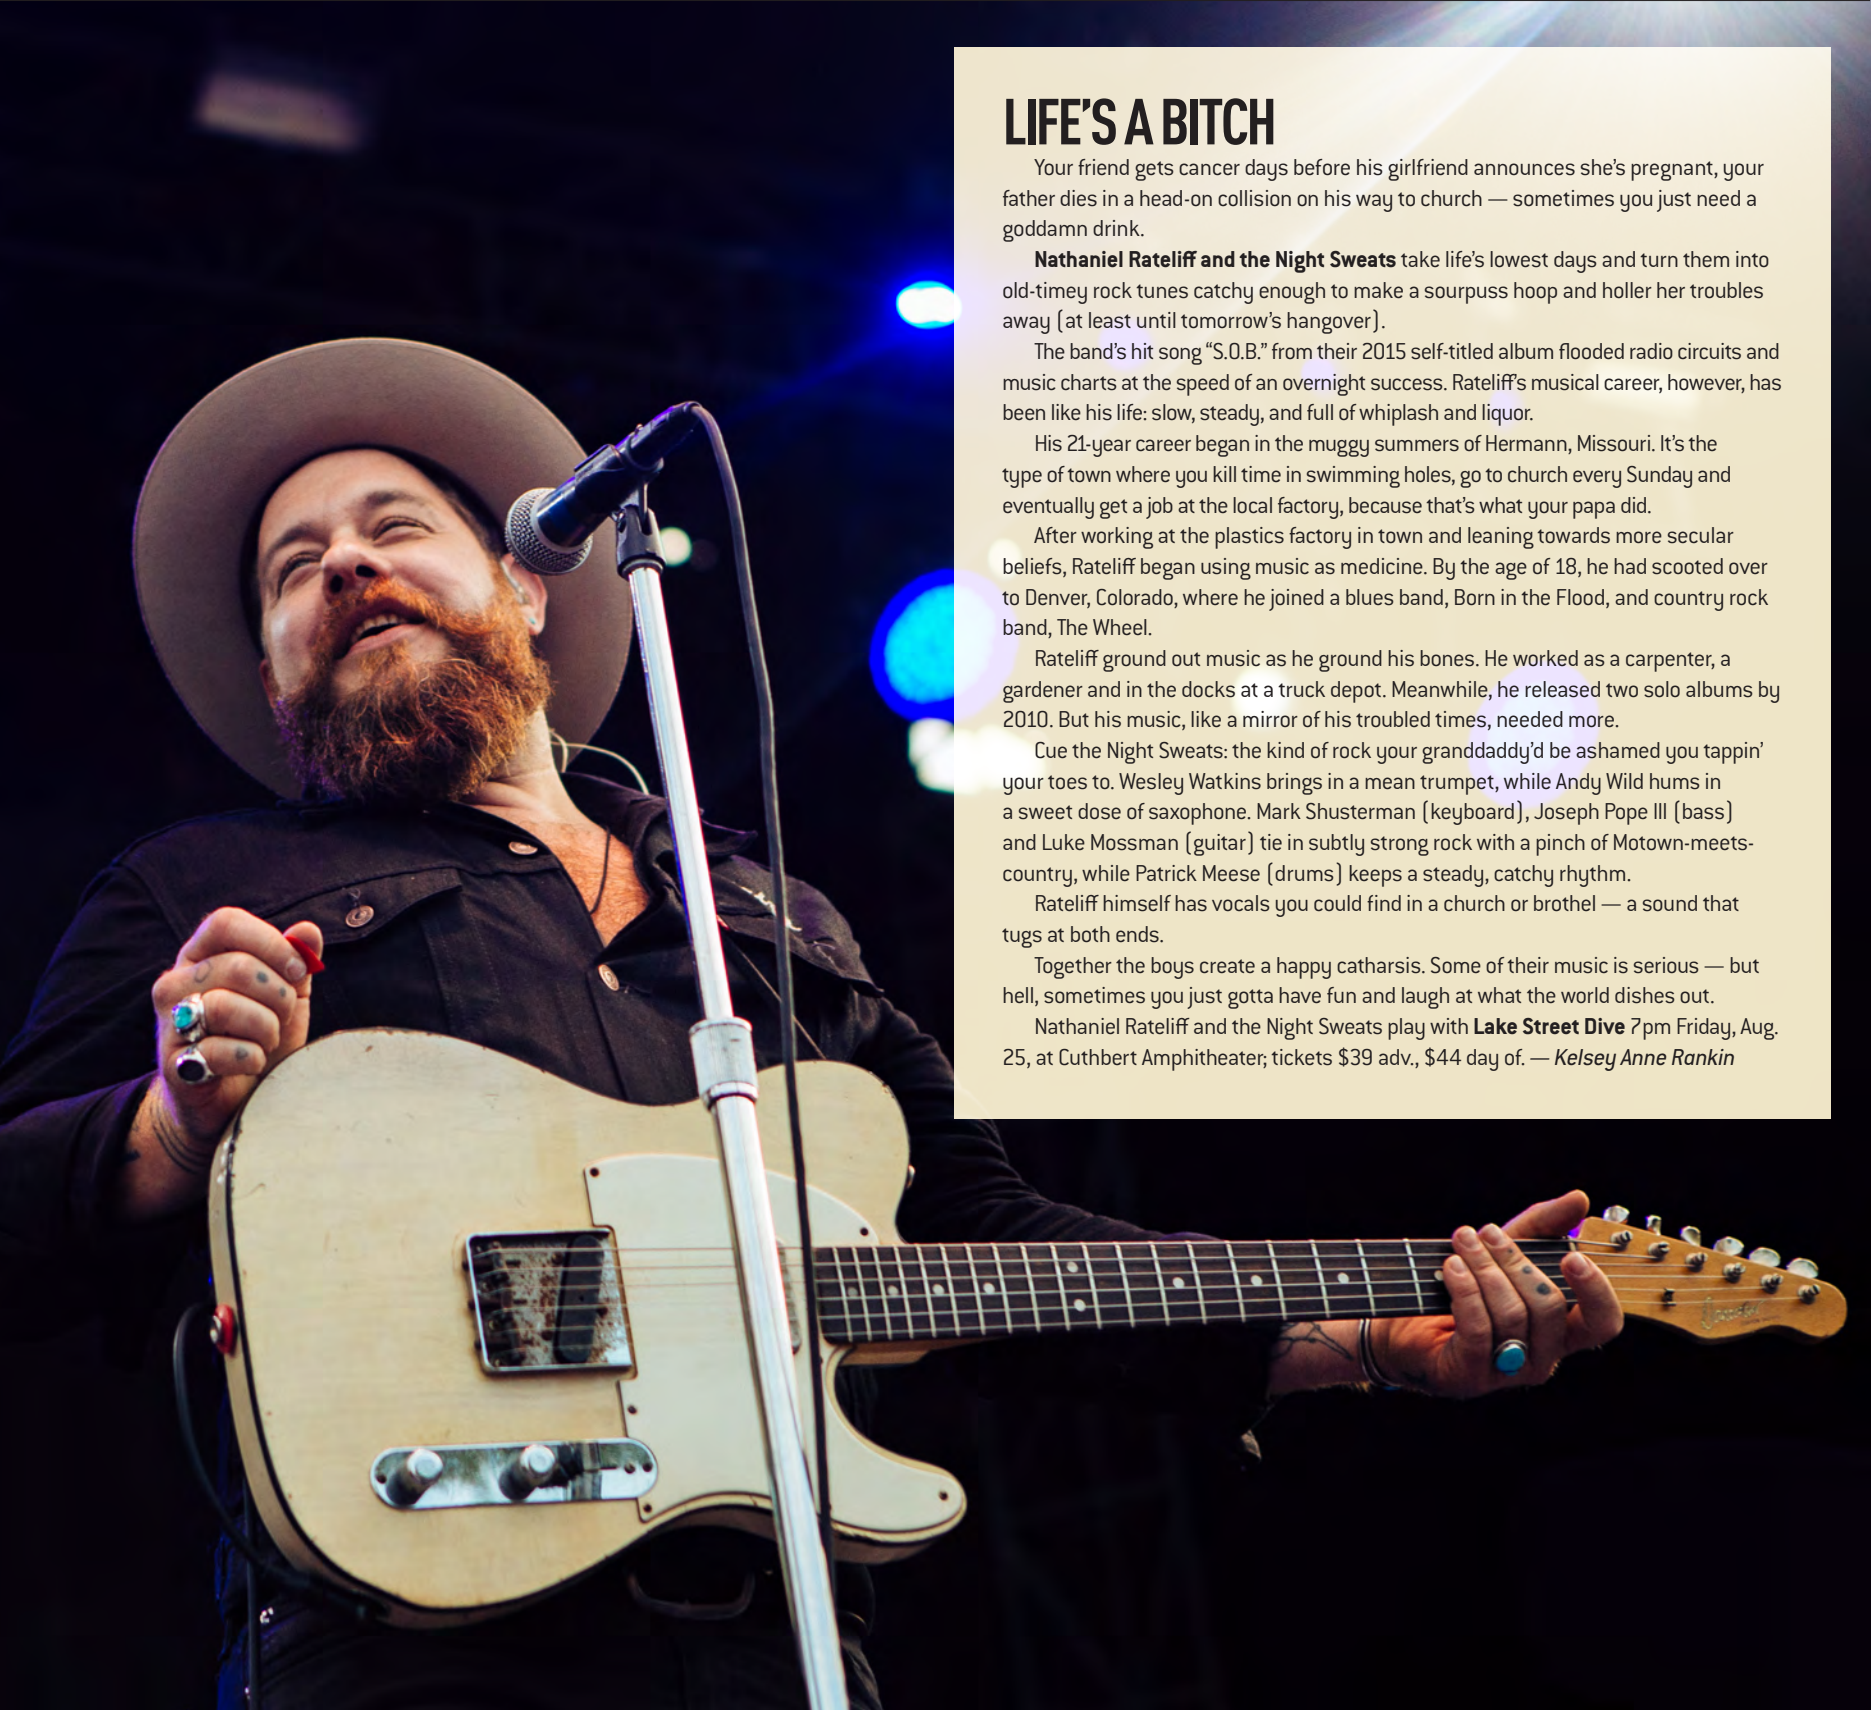 LIFE'S A BITCH
Your friend gets cancer days before his girlfriend announces she's pregnant, your
father dies in a head-on collision on his way to church — sometimes you just need a
goddamn drink.
Nathaniel Rateliff and the Night Sweats take life's lowest days and turn them into
old-timey rock tunes catchy enough to make a sourpuss hoop and holler her troubles
away (at least until tomorrow's hangover).
The band's hit song “S.O.B.” from their 2015 self-titled album flooded radio circuits and
music charts at the speed of an overnight success. Rateliff's musical career, however, has
been like his life: slow, steady, and full of whiplash and liquor.
His 21-year career began in the muggy summers of Hermann, Missouri. It's the
type of town where you kill time in swimming holes, go to church every Sunday and
eventually get a job at the local factory, because that's what your papa did.
After working at the plastics factory in town and leaning towards more secular
beliefs, Rateliff began using music as medicine. By the age of 18, he had scooted over
to Denver, Colorado, where he joined a blues band, Born in the Flood, and country rock
band, The Wheel.
Rateliff ground out music as he ground his bones. He worked as a carpenter, a
gardener and in the docks at a truck depot. Meanwhile, he released two solo albums by
2010. But his music, like a mirror of his troubled times, needed more.
Cue the Night Sweats: the kind of rock your granddaddy'd be ashamed you tappin'
your toes to. Wesley Watkins brings in a mean trumpet, while Andy Wild hums in
a sweet dose of saxophone. Mark Shusterman (keyboard), Joseph Pope III (bass)
and Luke Mossman (guitar) tie in subtly strong rock with a pinch of Motown-meets-
country, while Patrick Meese (drums) keeps a steady, catchy rhythm.
Rateliff himself has vocals you could find in a church or brothel — a sound that
tugs at both ends.
Together the boys create a happy catharsis. Some of their music is serious — but
hell, sometimes you just gotta have fun and laugh at what the world dishes out.
Nathaniel Rateliff and the Night Sweats play with Lake Street Dive 7pm Friday, Aug.
25, at Cuthbert Amphitheater; tickets $39 adv., $44 day of. — Kelsey Anne Rankin